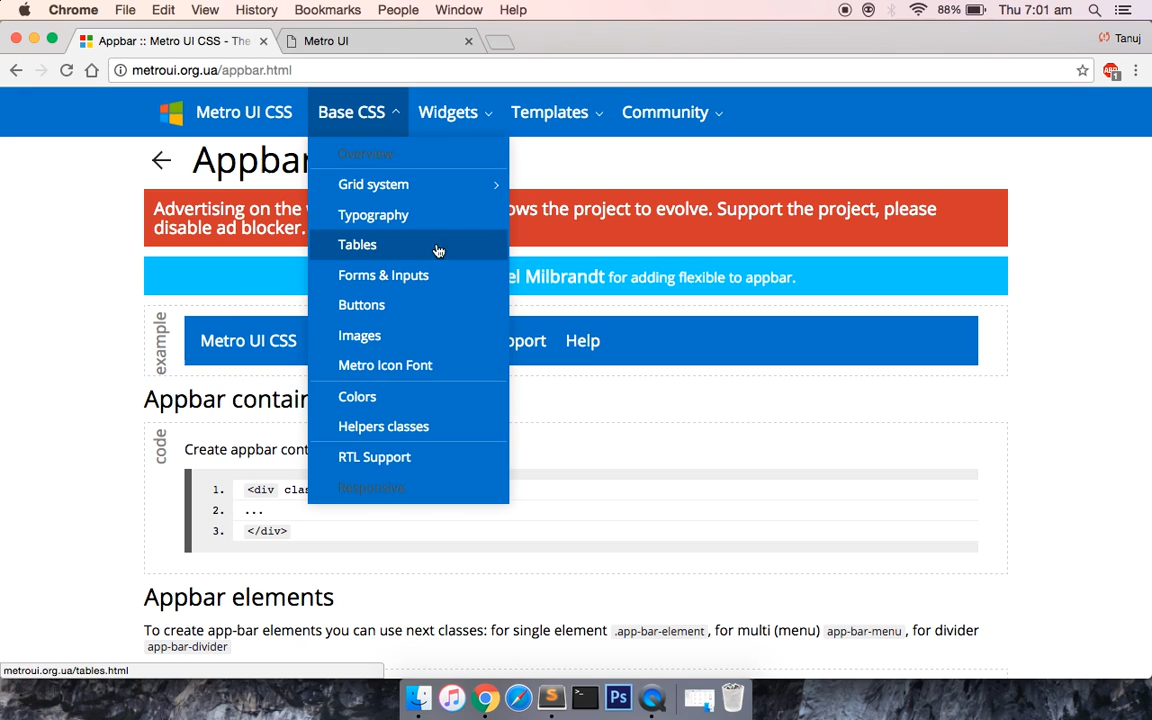 Chrome File Edit View History Bookmarks People Window Help 88% Thu 7:01 am
Appbar :: Metro UI CSS - The Metro UI Tanuj
metroui.org.ua/appbar.html 1
Metro UI CSS Base CSS Widgets Templates Community
Appbar
Overview
Grid system
Typography
Tables
Forms & Inputs
Buttons
Images
Metro Icon Font
Colors
Helpers classes
RTL Support
Responsive
Advertising on the ows the project to evolve. Support the project, please
disable ad blocker.
el Milbrandt for adding flexible to appbar.
example
Metro UI CSS pport Help
Appbar contain
code
Create appbar cont
1. <div clas
2. ...
3. </div>
Appbar elements
To create app-bar elements you can use next classes: for single element .app-bar-element , for multi (menu) app-bar-menu , for divider
app-bar-divider
metroui.org.ua/tables.html
Ps